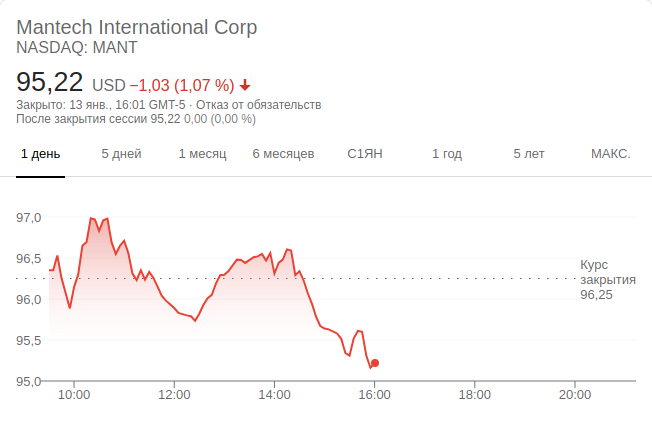 Mantech International Corp
NASDAQ: MANT
95,22 USD −1,03 (1,07 %)
Закрыто: 13 янв., 16:01 GMT-5 · Отказ от обязательств
После закрытия сессии 95,22 0,00 (0,00 %)
1 день 5 дней 1 месяц 6 месяцев С1ЯН 1 год 5 лет МАКС.
97,0
96,5
Курс
закрытия
96,25
96,0
95,5
95,0
10:00 12:00 14:00 16:00 18:00 20:00